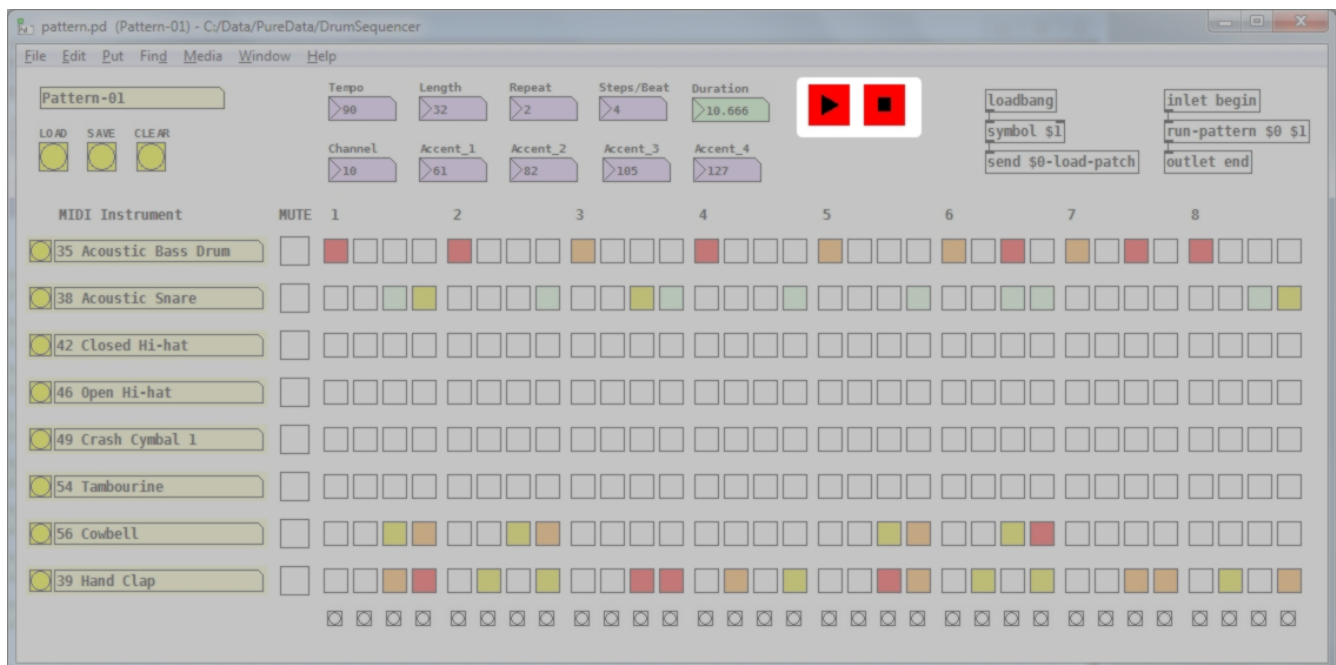 pattern.pd (Pattern-01) - C:/Data/PureData/DrumSequencer
File Edit Put Find Media Window Help
Pattern-01
LOAD SAVE CLEAR
Tempo Length Repeat Steps/Beat Duration
90 32 2 4 10.666
Channel Accent_1 Accent_2 Accent_3 Accent_4
10 61 82 105 127
loadbang
symbol $1
send $0-load-patch
inlet begin
run-pattern $0 $1
outlet end
MIDI Instrument MUTE 1 2 3 4 5 6 7 8
35 Acoustic Bass Drum
38 Acoustic Snare
42 Closed Hi-hat
46 Open Hi-hat
49 Crash Cymbal 1
54 Tambourine
56 Cowbell
39 Hand Clap